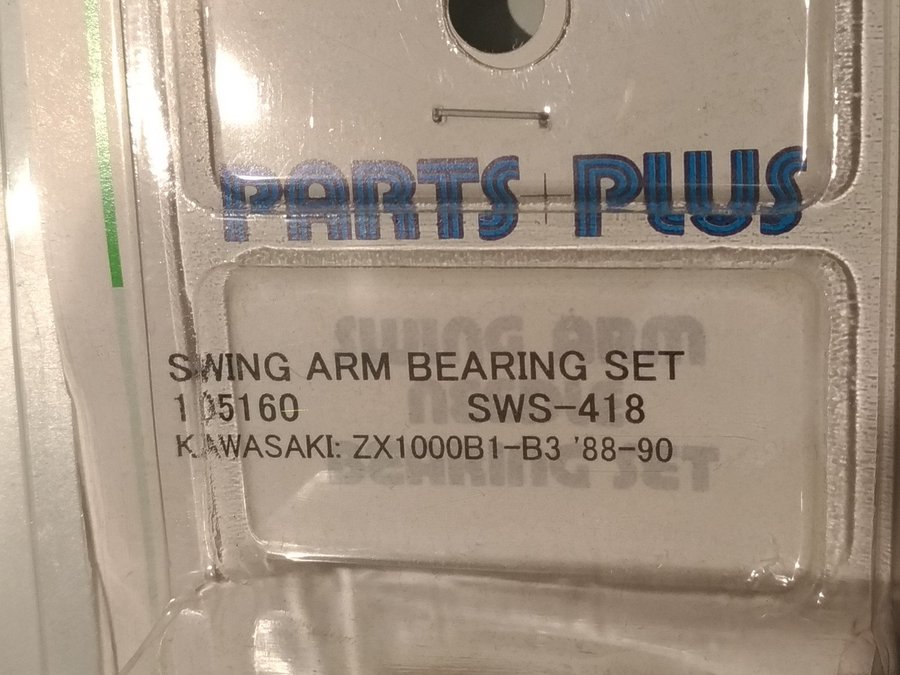 PARTS PLUS
SWING ARM BEARING SET
105160 SWS-418
KAWASAKI: ZX1000B1-B3 '88-90